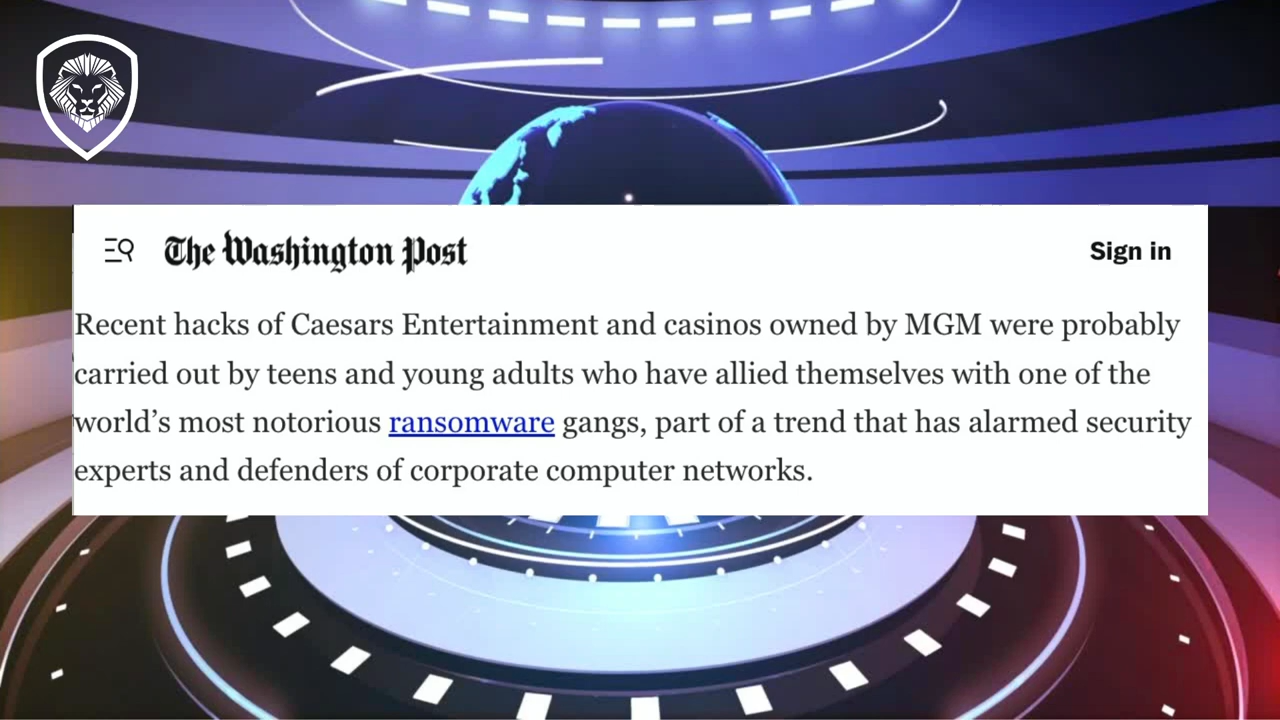 The Washington Post
Sign in
Recent hacks of Caesars Entertainment and casinos owned by MGM were probably
carried out by teens and young adults who have allied themselves with one of the
world’s most notorious ransomware gangs, part of a trend that has alarmed security
experts and defenders of corporate computer networks.